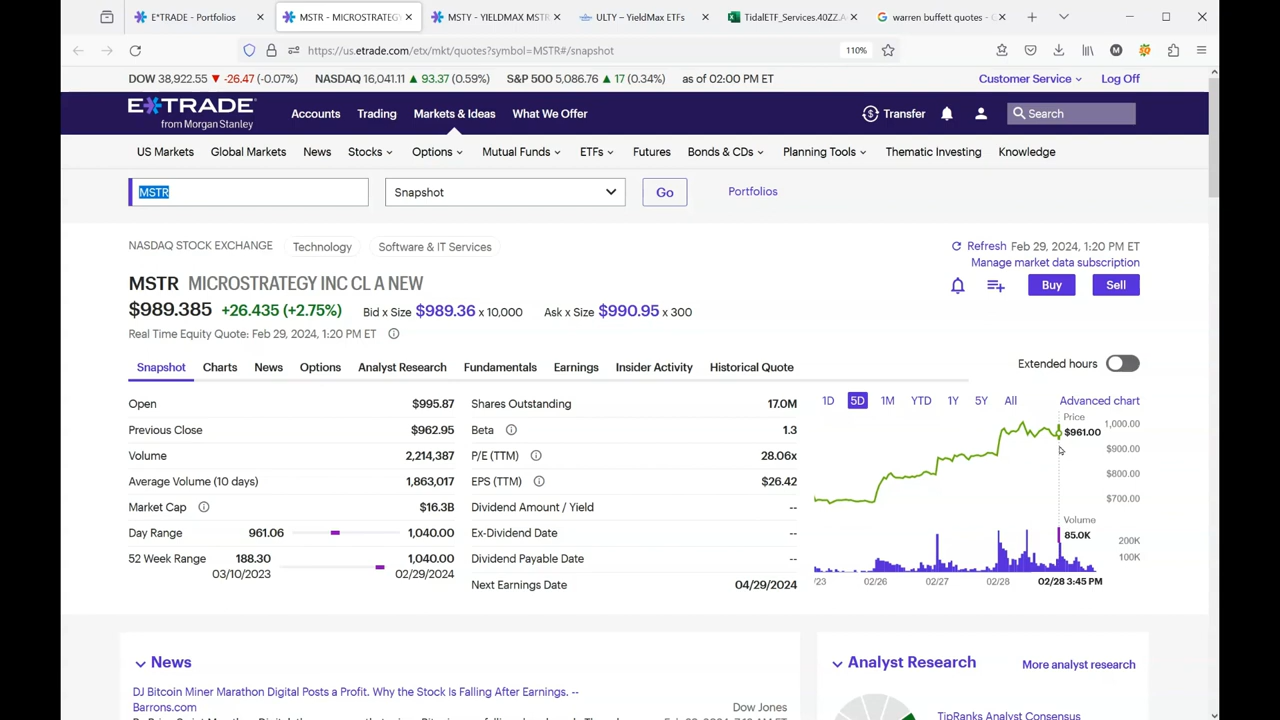 E*TRADE - Portfolios
MSTR - MICROSTRATEGY
MSTY - YIELDMAX MSTR
ULTY – YieldMax ETFs
TidalETF_Services.40ZZ.A
warren buffett quotes -
https://us.etrade.com/etx/mkt/quotes?symbol=MSTR#/snapshot
110%
DOW 38,922.55 ▼ -26.47 (-0.07%) NASDAQ 16,041.11 ▲ 93.37 (0.59%) S&P 500 5,086.76 ▲ 17 (0.34%) as of 02:00 PM ET
Customer Service
Log Off
E*TRADE
from Morgan Stanley
Accounts Trading Markets & Ideas What We Offer
Transfer
Search
US Markets Global Markets News Stocks Options Mutual Funds ETFs Futures Bonds & CDs Planning Tools Thematic Investing Knowledge
MSTR
Snapshot
Go
Portfolios
NASDAQ STOCK EXCHANGE Technology Software & IT Services
Refresh Feb 29, 2024, 1:20 PM ET
Manage market data subscription
MSTR MICROSTRATEGY INC CL A NEW
Buy
Sell
$989.385 +26.435 (+2.75%) Bid x Size $989.36 x 10,000 Ask x Size $990.95 x 300
Real Time Equity Quote: Feb 29, 2024, 1:20 PM ET
Snapshot Charts News Options Analyst Research Fundamentals Earnings Insider Activity Historical Quote
Extended hours
Open $995.87
Previous Close $962.95
Volume 2,214,387
Average Volume (10 days) 1,863,017
Market Cap $16.3B
Day Range 961.06 1,040.00
52 Week Range 188.30 1,040.00
03/10/2023 02/29/2024
Shares Outstanding 17.0M
Beta 1.3
P/E (TTM) 28.06x
EPS (TTM) $26.42
Dividend Amount / Yield --
Ex-Dividend Date --
Dividend Payable Date --
Next Earnings Date 04/29/2024
1D 5D 1M YTD 1Y 5Y All
Advanced chart
Price
$961.00
1,000.00
$900.00
$800.00
$700.00
Volume
85.0K
200K
100K
/23 02/26 02/27 02/28 02/28 3:45 PM
News
DJ Bitcoin Miner Marathon Digital Posts a Profit. Why the Stock Is Falling After Earnings. --
Barrons.com
Dow Jones
Analyst Research
More analyst research
TipRanks Analyst Consensus